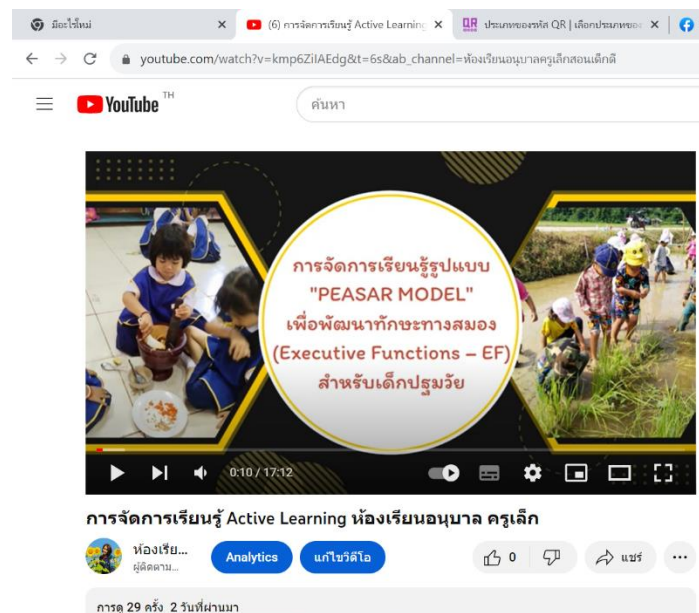 มีอะไรใหม่
(6) การจัดการเรียนรู้ Active Learning
ประเภทของรหัส QR | เลือกประเภทของ
youtube.com/watch?v=kmp6ZiIAEdg&t=6s&ab_channel=ห้องเรียนอนุบาลครูเล็กสอนเด็กดี
YouTube TH
ค้นหา
การจัดการเรียนรู้รูปแบบ
"PEASAR MODEL"
เพื่อพัฒนาทักษะทางสมอง
(Executive Functions – EF)
สำหรับเด็กปฐมวัย
0:10 / 17:12
การจัดการเรียนรู้ Active Learning ห้องเรียนอนุบาล ครูเล็ก
ห้องเรีย...
ผู้ติดตาม...
Analytics
แก้ไขวิดีโอ
0
แชร์
การดู 29 ครั้ง 2 วันที่ผ่านมา